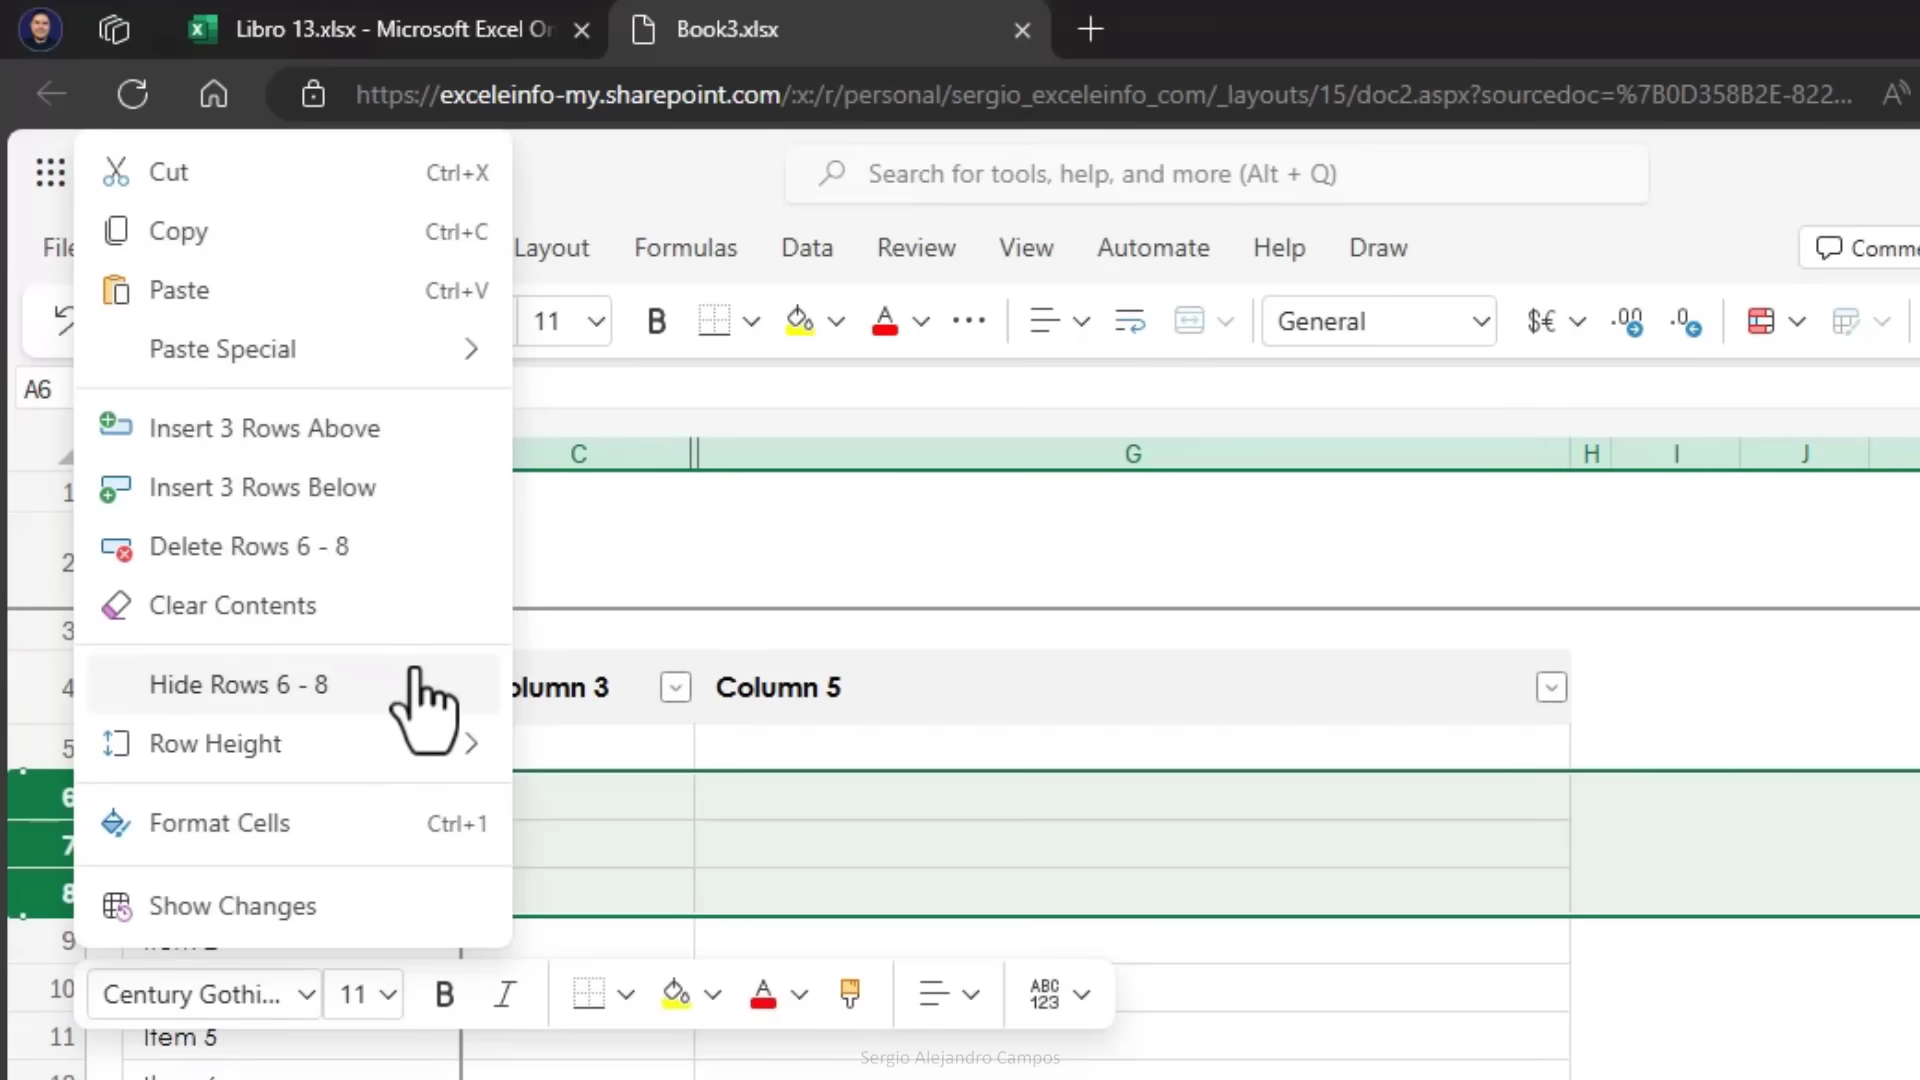 Libro 13.xlsx - Microsoft Excel On
Book3.xlsx
https://exceleinfo-my.sharepoint.com/:x:/r/personal/sergio_exceleinfo_com/_layouts/15/doc2.aspx?sourcedoc=%7B0D358B2E-822...
Search for tools, help, and more (Alt + Q)
File
Layout
Formulas
Data
Review
View
Automate
Help
Draw
Comme
11
B
A
General
$€
.00
.0
A6
Cut Ctrl+X
Copy Ctrl+C
Paste Ctrl+V
Paste Special
Insert 3 Rows Above
Insert 3 Rows Below
Delete Rows 6 - 8
Clear Contents
Hide Rows 6 - 8
Row Height
Format Cells Ctrl+1
Show Changes
C G H I J
1
2
3
4 olumn 3 Column 5
5
6
7
8
9
10
11 Item 5
Century Gothi... 11 B I A ABC
123
Sergio Alejandro Campos